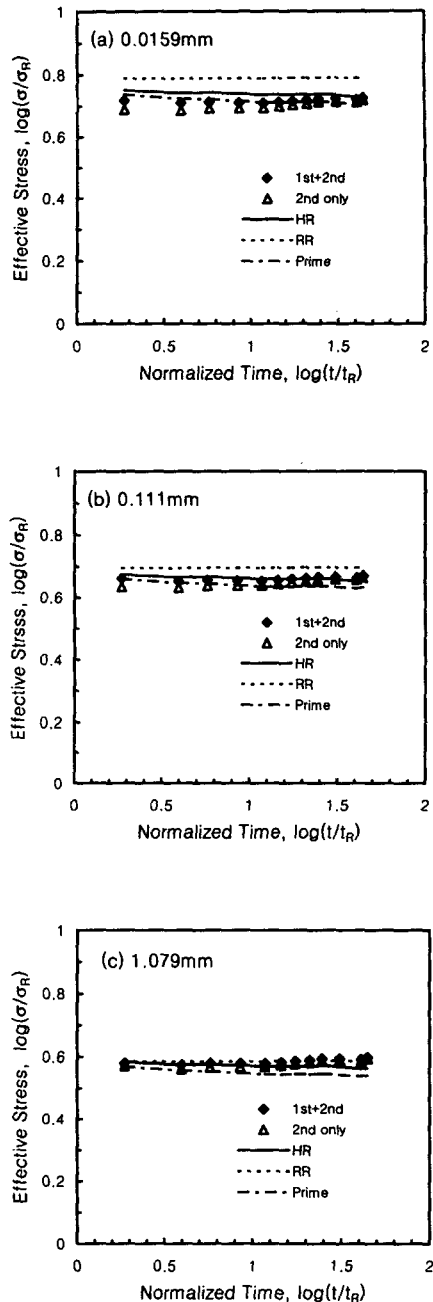 (a) 0.0159mm
Effective Stress, log(σ/σR)
1
0.8
0.6
0.4
0.2
0
1st+2nd
2nd only
HR
RR
Prime
0 0.5 1 1.5 2
Normalized Time, log(t/tR)
(b) 0.111mm
Effective Strsss, log(σ/σR)
1
0.8
0.6
0.4
0.2
0
1st+2nd
2nd only
HR
RR
Prime
0 0.5 1 1.5 2
Normalized Time, log(t/tR)
(c) 1.079mm
Effective Stress, log(σ/σR)
1
0.8
0.6
0.4
0.2
0
1st+2nd
2nd only
HR
RR
Prime
0 0.5 1 1.5 2
Normalized Time, log(t/tR)